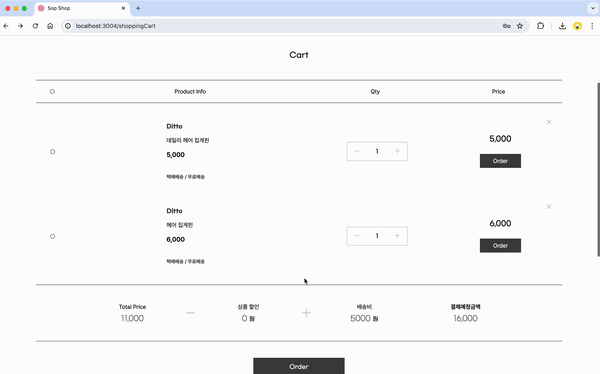 Sop Shop
localhost:3004/shoppingCart
Cart
Product Info Qty Price
Ditto
데일리 헤어 집게핀
5,000
택배배송 / 무료배송
1
5,000
Order
Ditto
헤어 집게핀
6,000
택배배송 / 무료배송
1
6,000
Order
Total Price 상품 할인 배송비 결제예정금액
11,000 0 원 5000 원 16,000
Order